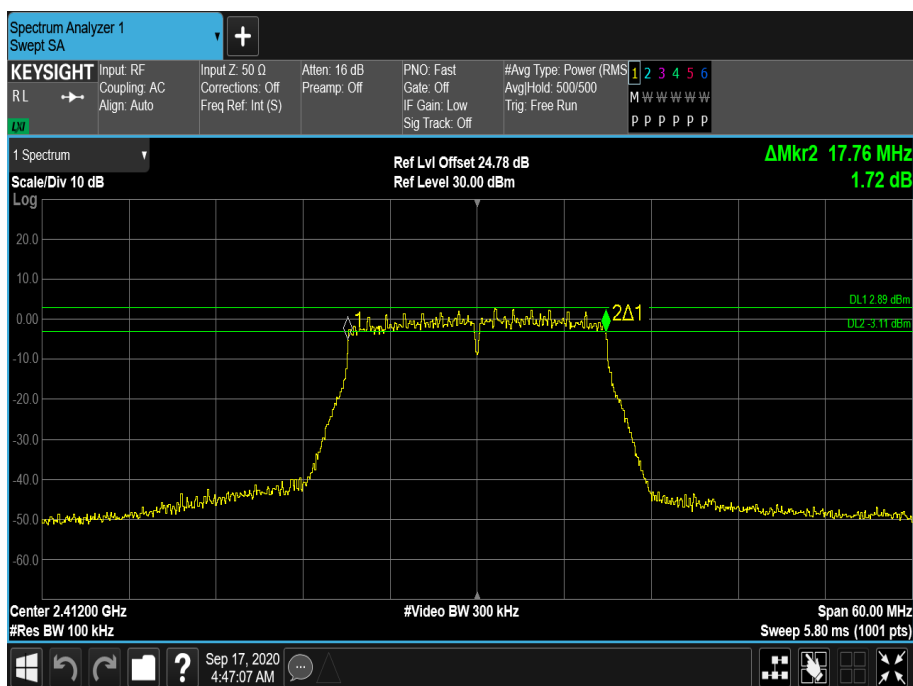 Spectrum Analyzer 1
Swept SA
KEYSIGHT
R L
LXI
Input: RF
Coupling: AC
Align: Auto
Input Z: 50 Ω
Corrections: Off
Freq Ref: Int (S)
Atten: 16 dB
Preamp: Off
PNO: Fast
Gate: Off
IF Gain: Low
Sig Track: Off
#Avg Type: Power (RMS
Avg|Hold: 500/500
Trig: Free Run
1 2 3 4 5 6
M W W W W W
P P P P P P
1 Spectrum
Scale/Div 10 dB
Log
Ref Lvl Offset 24.78 dB
Ref Level 30.00 dBm
ΔMkr2 17.76 MHz
1.72 dB
20.0
10.0
0.00
-10.0
-20.0
-30.0
-40.0
-50.0
-60.0
1
2Δ1
DL1 2.89 dBm
DL2 -3.11 dBm
Center 2.41200 GHz
#Res BW 100 kHz
#Video BW 300 kHz
Span 60.00 MHz
Sweep 5.80 ms (1001 pts)
?
Sep 17, 2020
4:47:07 AM